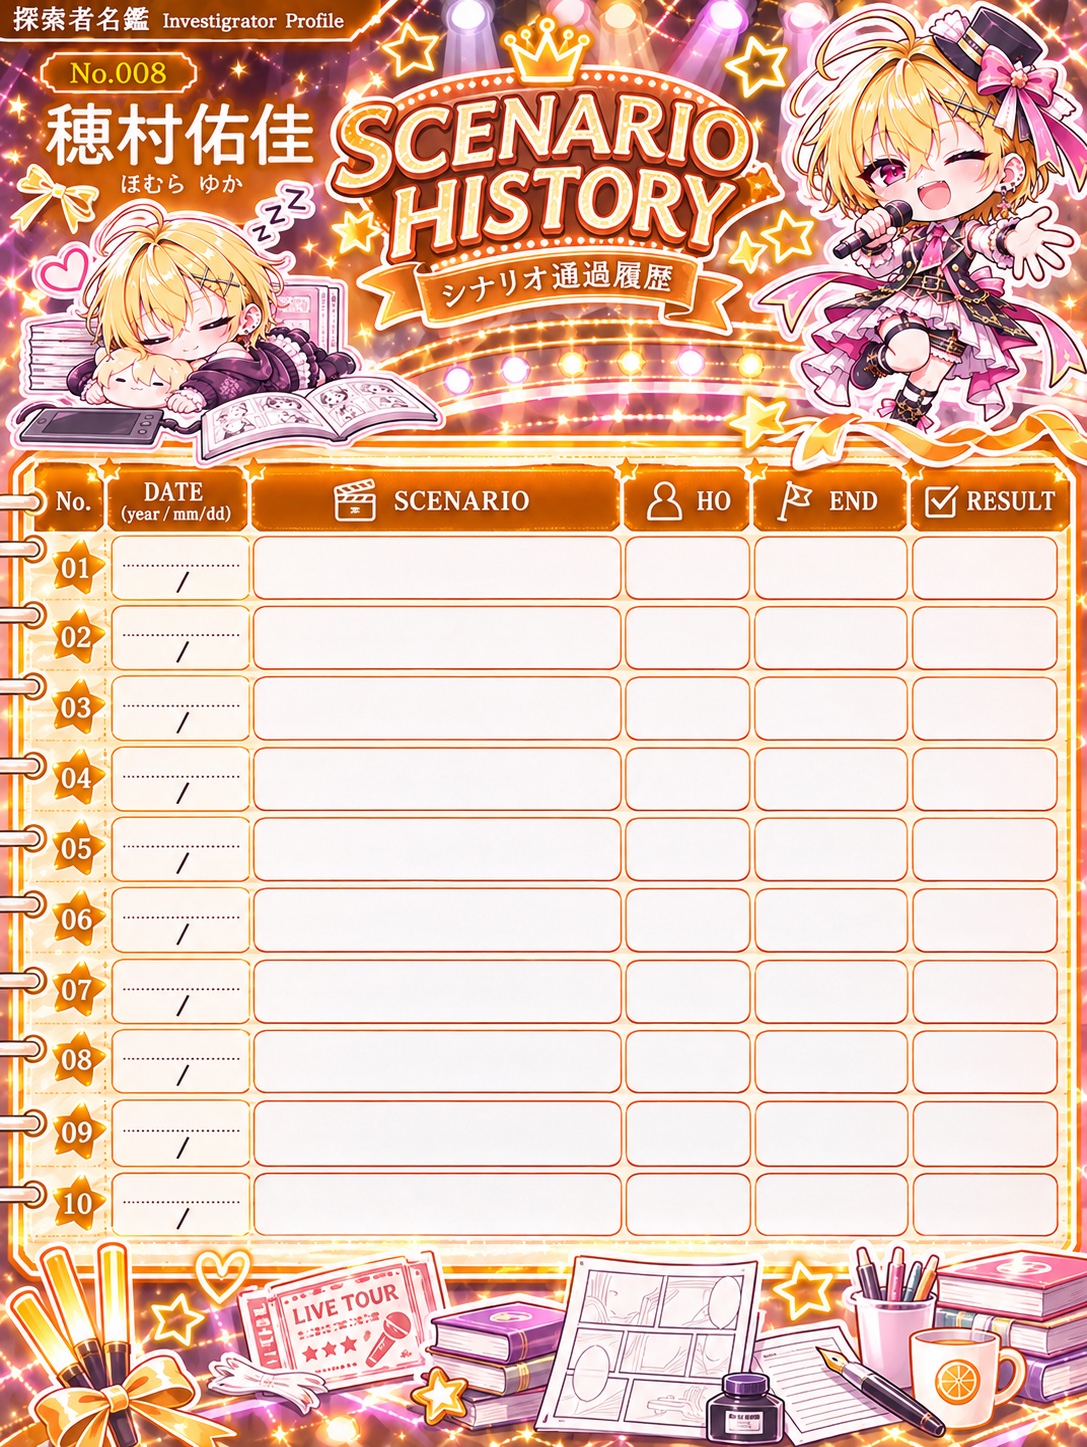 探索者名鑑 Investigrator Profile
No.008
穂村佑佳
ほむら ゆか
SCENARIO
HISTORY
シナリオ通過履歴
zzz
No.
DATE
(year / mm/dd)
SCENARIO
HO
END
RESULT
01
/
02
/
03
/
04
/
05
/
06
/
07
/
08
/
09
/
10
/
LIVE TOUR